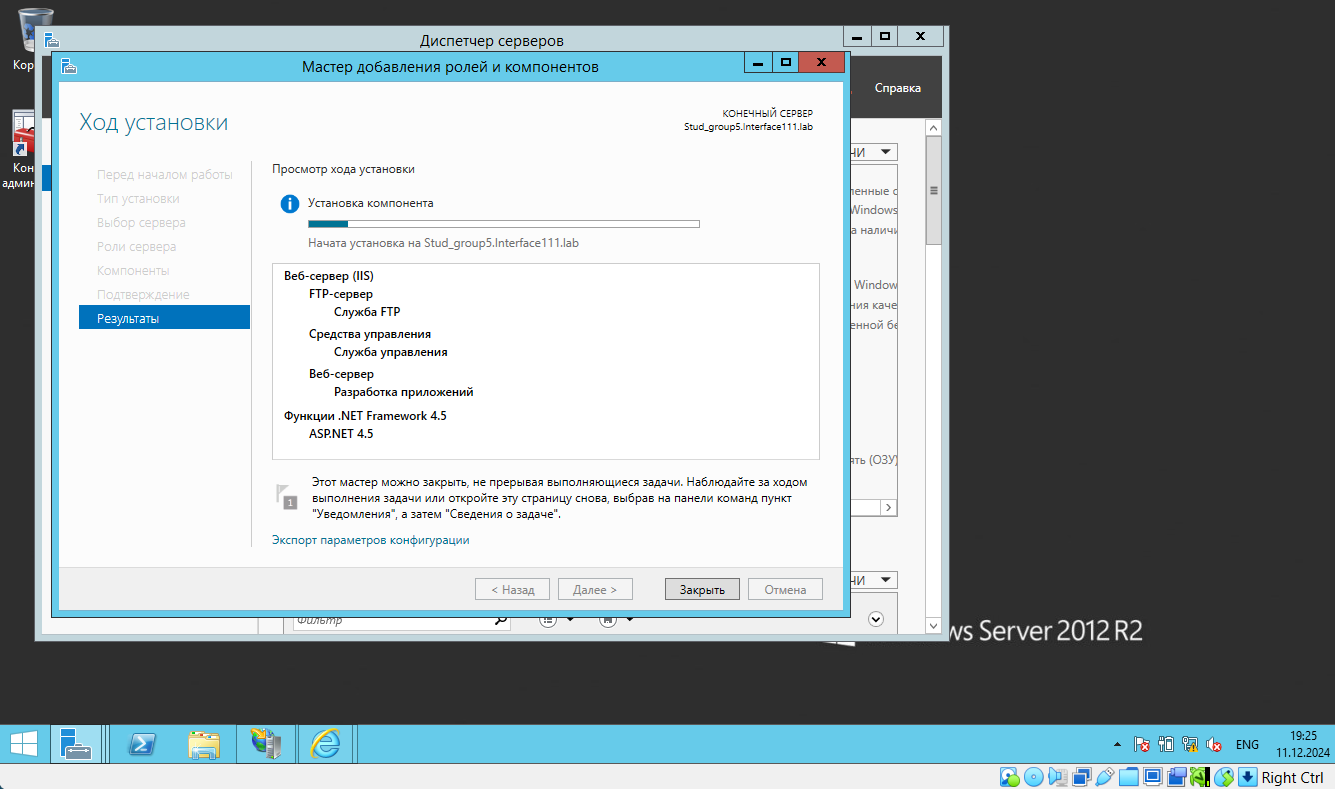 Диспетчер серверов
Мастер добавления ролей и компонентов
Справка
Ход установки
КОНЕЧНЫЙ СЕРВЕР
Stud_group5.Interface111.lab
Перед началом работы
Тип установки
Выбор сервера
Роли сервера
Компоненты
Подтверждение
Результаты
Просмотр хода установки
Установка компонента
Начата установка на Stud_group5.Interface111.lab
Веб-сервер (IIS)
FTP-сервер
Служба FTP
Средства управления
Служба управления
Веб-сервер
Разработка приложений
Функции .NET Framework 4.5
ASP.NET 4.5
1
Этот мастер можно закрыть, не прерывая выполняющиеся задачи. Наблюдайте за ходом
выполнения задачи или откройте эту страницу снова, выбрав на панели команд пункт
"Уведомления", а затем "Сведения о задаче".
Экспорт параметров конфигурации
< Назад
Далее >
Закрыть
Отмена
Windows
Windows
(ОЗУ)
Фильтр
Server 2012 R2
ENG
19:25
11.12.2024
Right Ctrl